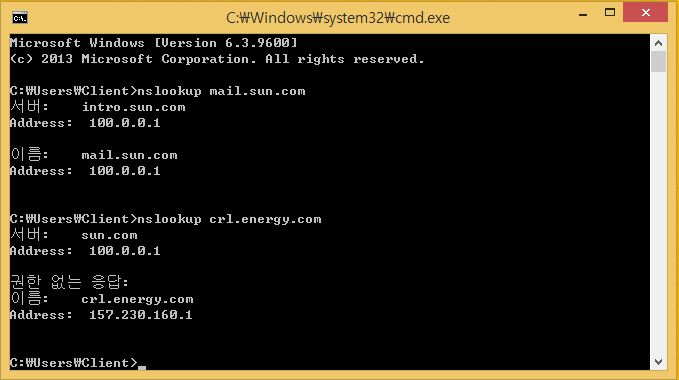 C:₩Windows₩system32₩cmd.exe
Microsoft Windows [Version 6.3.9600]
(c) 2013 Microsoft Corporation. All rights reserved.
C:₩Users₩Client>nslookup mail.sun.com
서버:    intro.sun.com
Address:  100.0.0.1
이름:    mail.sun.com
Address:  100.0.0.1
C:₩Users₩Client>nslookup crl.energy.com
서버:    sun.com
Address:  100.0.0.1
권한 없는 응답:
이름:    crl.energy.com
Address:  157.230.160.1
C:₩Users₩Client>_